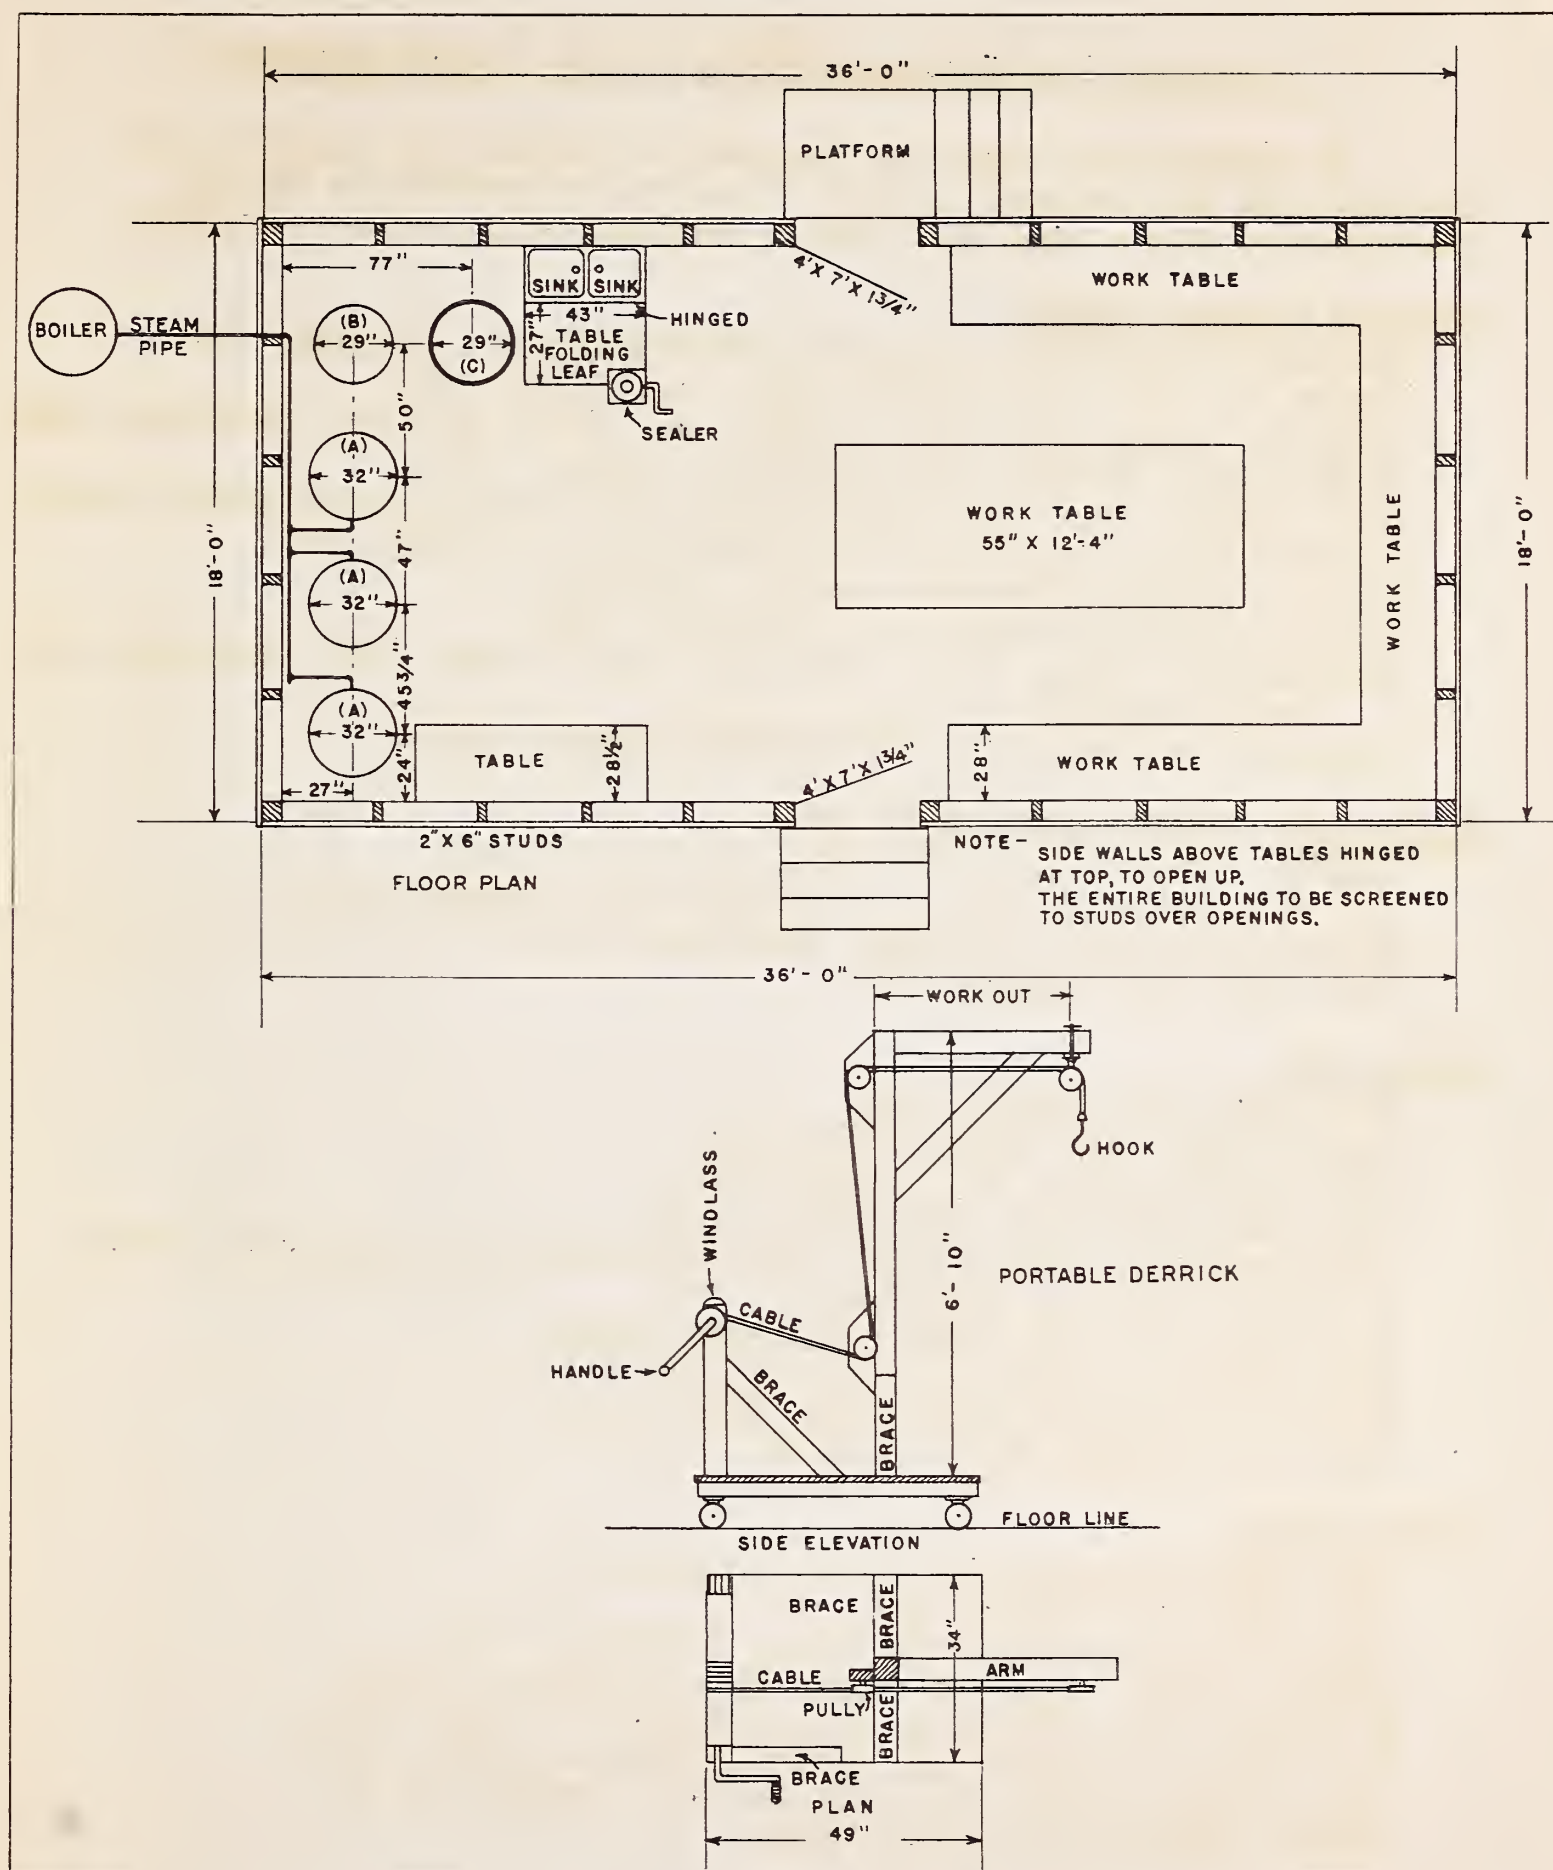 36'-0"
PLATFORM
77"
SINK SINK
4' X 7' X 1 3/4"
WORK TABLE
BOILER
STEAM
PIPE
(B)
29"
29"
(C)
43"
HINGED
27"
TABLE
FOLDING
LEAF
50"
SEALER
(A)
32"
WORK TABLE
55" X 12'-4"
WORK TABLE
18'-0"
18'-0"
47"
(A)
32"
45 3/4"
(A)
32"
24"
27"
TABLE
28 1/2"
4' X 7' X 1 3/4"
28"
WORK TABLE
2" X 6" STUDS
FLOOR PLAN
NOTE- SIDE WALLS ABOVE TABLES HINGED
AT TOP, TO OPEN UP.
THE ENTIRE BUILDING TO BE SCREENED
TO STUDS OVER OPENINGS.
36'-0"
WORK OUT
HOOK
WINDLASS
6'-10"
PORTABLE DERRICK
CABLE
HANDLE
BRACE
BRACE
FLOOR LINE
SIDE ELEVATION
BRACE
BRACE
34"
CABLE
ARM
PULLY
BRACE
BRACE
PLAN
49"